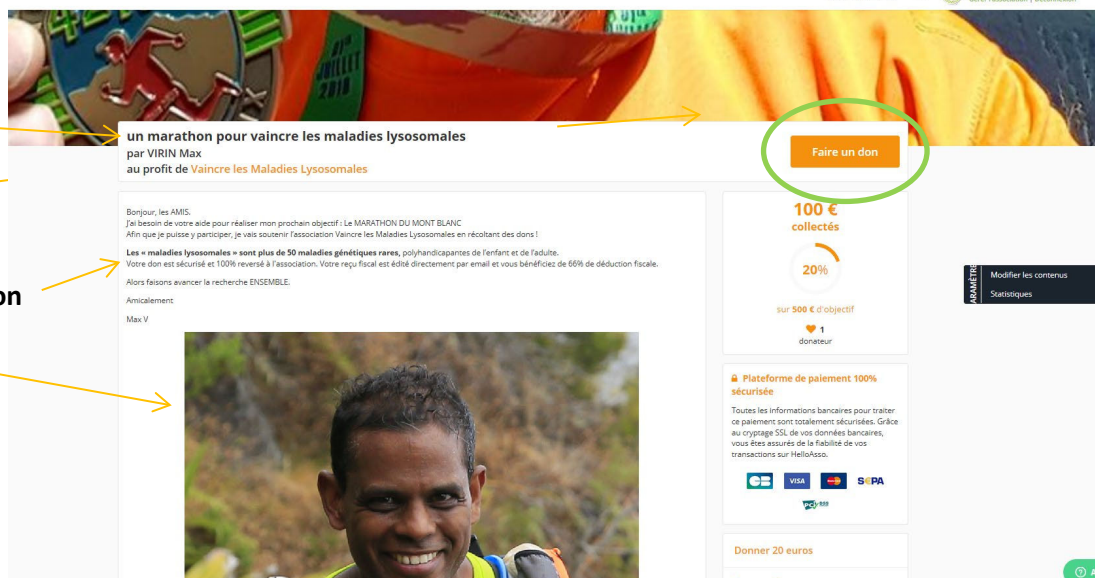 JUILLET
2018
un marathon pour vaincre les maladies lysosomales
par VIRIN Max
au profit de Vaincre les Maladies Lysosomales
Faire un don
Bonjour, les AMIS.
J'ai besoin de votre aide pour réaliser mon prochain objectif : Le MARATHON DU MONT BLANC
Afin que je puisse y participer, je vais soutenir l'association Vaincre les Maladies Lysosomales en récoltant des dons !
Les « maladies lysosomales » sont plus de 50 maladies génétiques rares, polyhandicapantes de l'enfant et de l'adulte.
Votre don est sécurisé et 100% reversé à l'association. Votre reçu fiscal est édité directement par email et vous bénéficiez de 66% de déduction fiscale.
Alors faisons avancer la recherche ENSEMBLE.
Amicalement
Max V
on
100 €
collectés
20%
sur 500 € d'objectif
1
donateur
Plateforme de paiement 100%
sécurisée
Toutes les informations bancaires pour traiter
ce paiement sont totalement sécurisées. Grâce
au cryptage SSL de vos données bancaires,
vous êtes assurés de la fiabilité de vos
transactions sur HelloAsso.
CB VISA SEPA
Donner 20 euros
Modifier les contenus
Statistiques